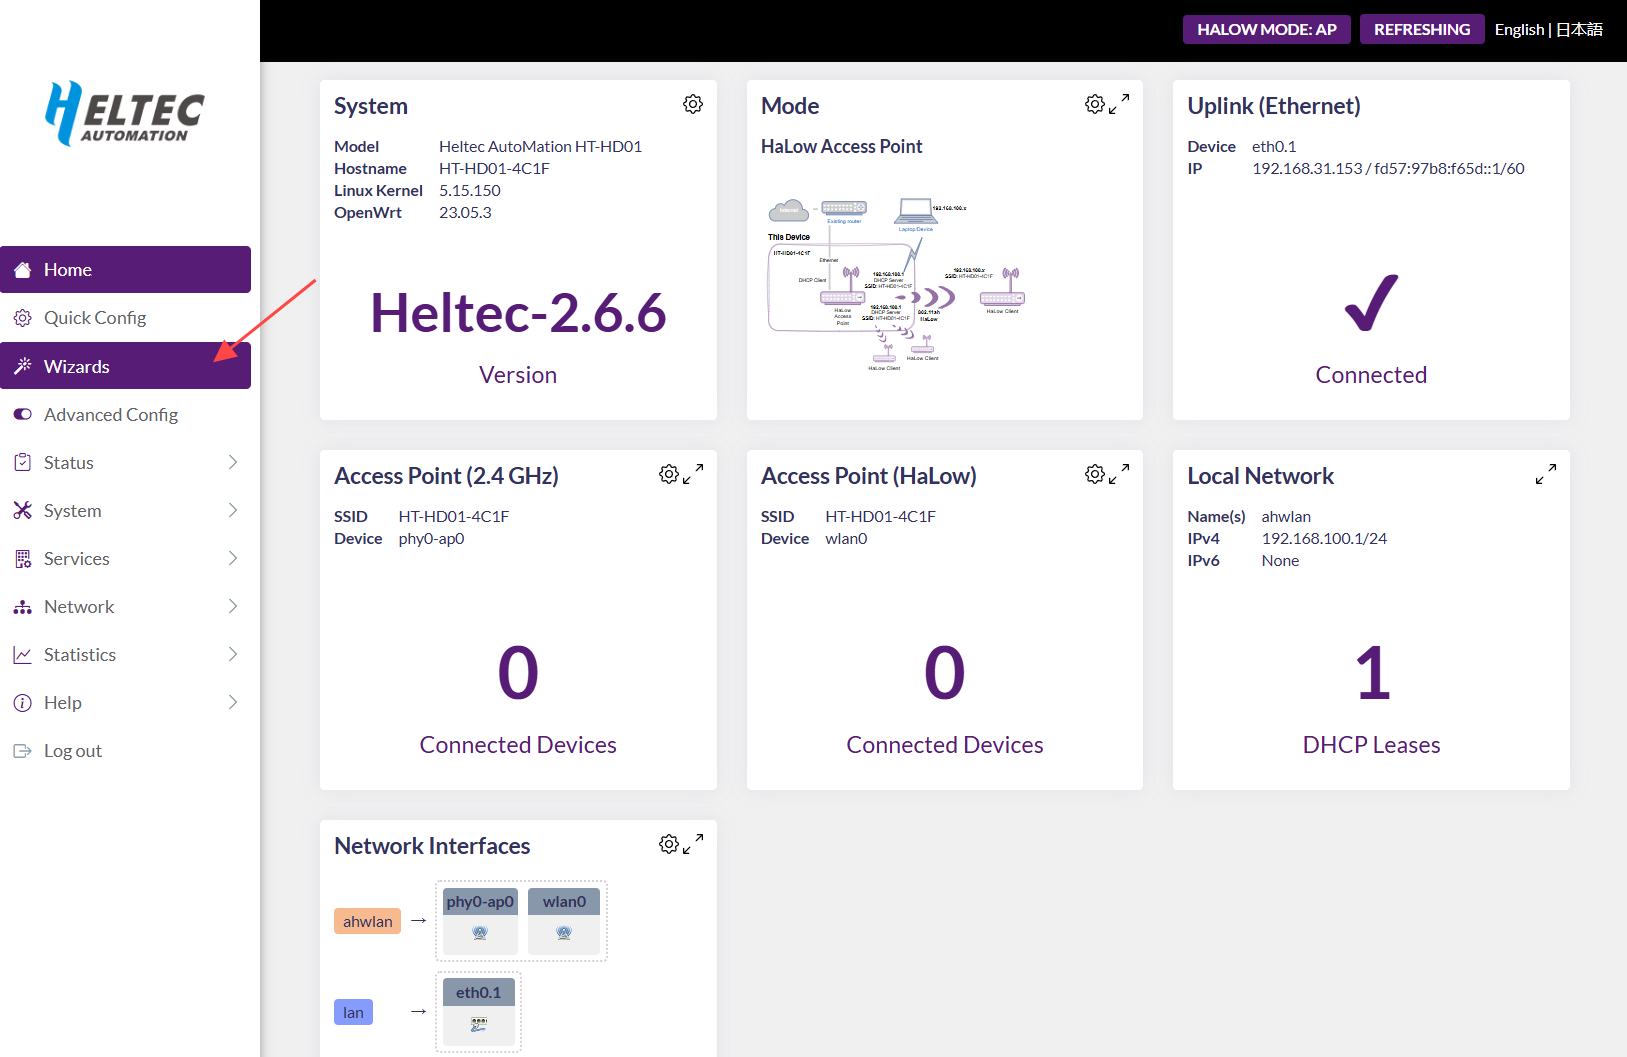 HELTEC
AUTOMATION
Home
Quick Config
Wizards
Advanced Config
Status
System
Services
Network
Statistics
Help
Log out
HALOW MODE: AP
REFRESHING
English | 日本語
System
Model Heltec AutoMation HT-HD01
Hostname HT-HD01-4C1F
Linux Kernel 5.15.150
OpenWrt 23.05.3
Heltec-2.6.6
Version
Mode
HaLow Access Point
Internet
Existing router
192.168.100.x
Laptop/Device
This Device
HT-HD01-4C1F
Ethernet
DHCP Client
192.168.100.1
DHCP Server
SSID: HT-HD01-4C1F
192.168.100.x
SSID: HT-HD01-4C1F
HaLow
Access
Point
192.168.100.1
DHCP Server
SSID: HT-HD01-4C1F
802.11ah
HaLow
HaLow Client
HaLow Client
HaLow Client
Uplink (Ethernet)
Device eth0.1
IP 192.168.31.153 / fd57:97b8:f65d::1/60
Connected
Access Point (2.4 GHz)
SSID HT-HD01-4C1F
Device phy0-ap0
0
Connected Devices
Access Point (HaLow)
SSID HT-HD01-4C1F
Device wlan0
0
Connected Devices
Local Network
Name(s) ahwlan
IPv4 192.168.100.1/24
IPv6 None
1
DHCP Leases
Network Interfaces
ahwlan
phy0-ap0
wlan0
lan
eth0.1